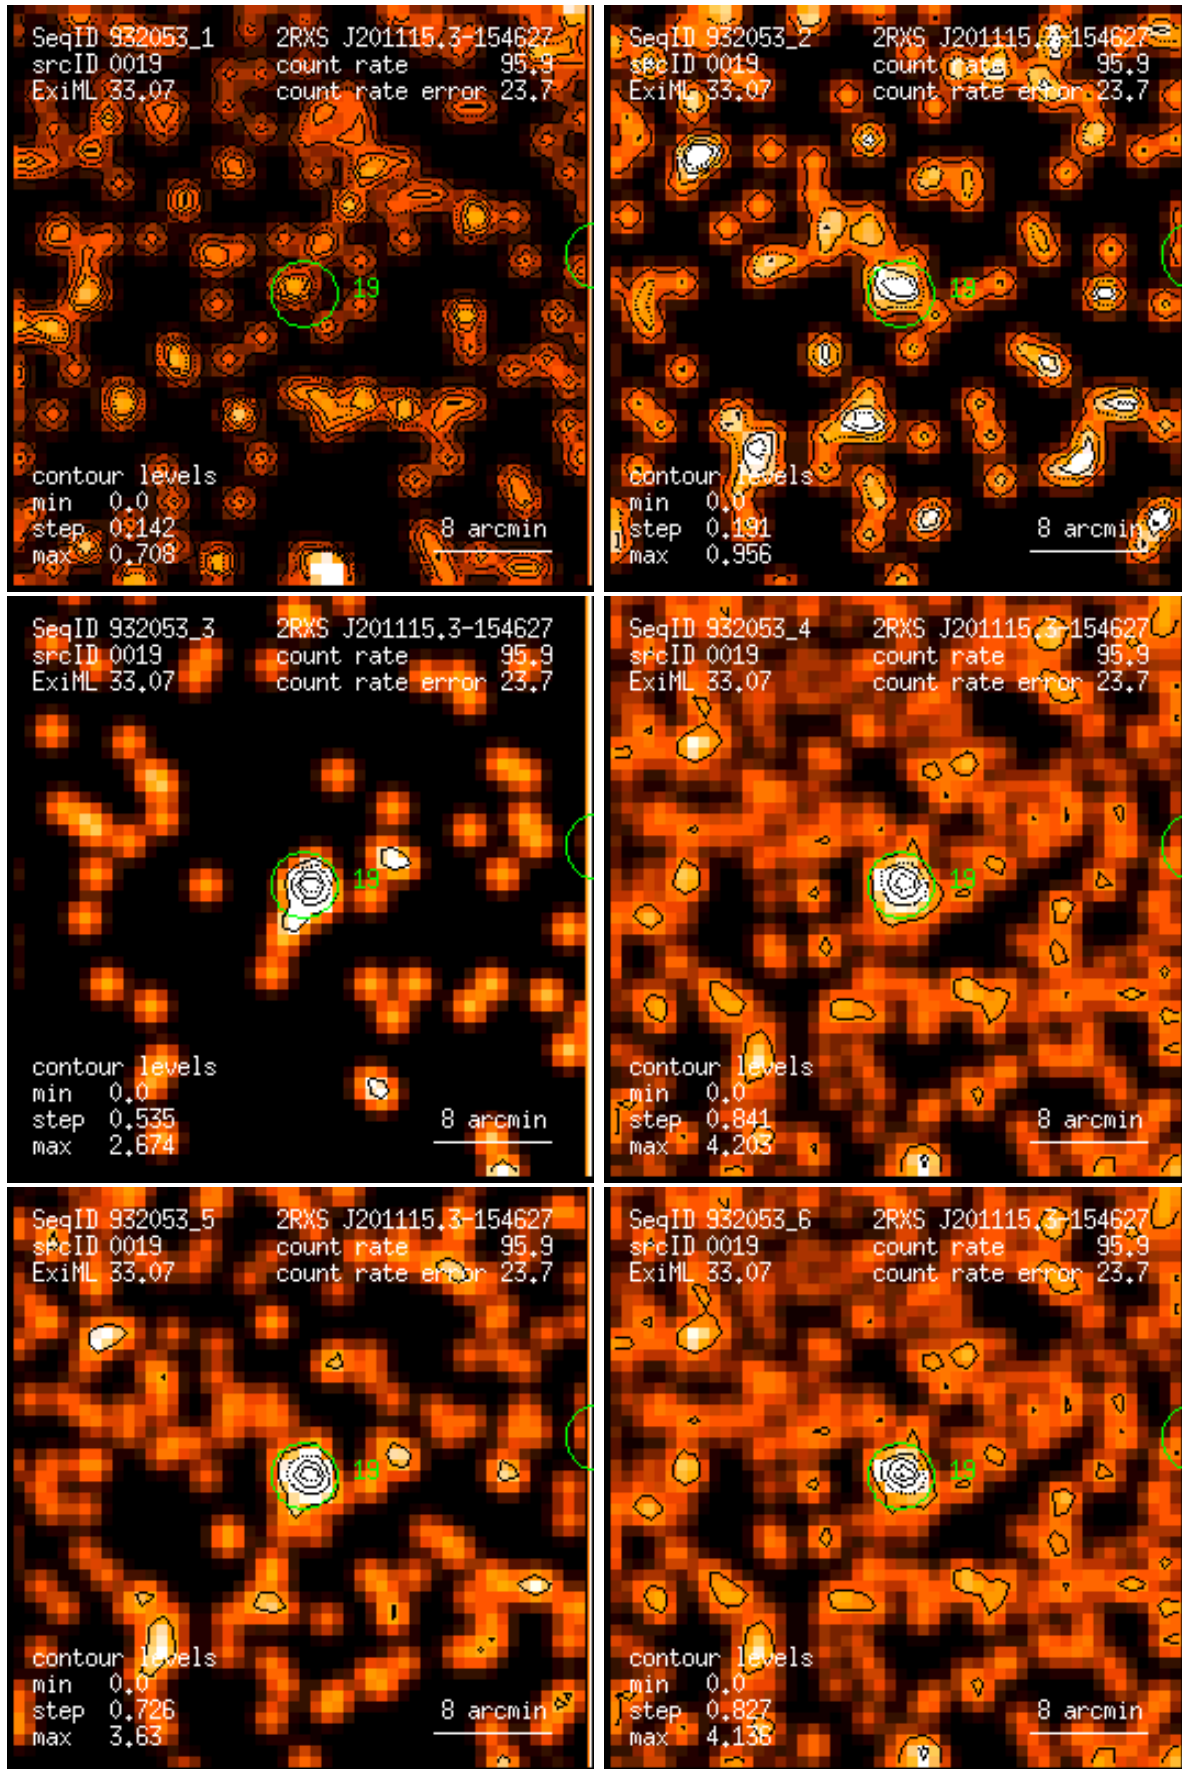 SeqID 932053_1 2RXS J201115.3-154627
srcID 0019 count rate 95.9
ExiML 33.07 count rate error 23.7
19
contour levels
min 0.0
step 0.142
max 0.708
8 arcmin
SeqID 932053_2 2RXS J201115.3-154627
srcID 0019 count rate 95.9
ExiML 33.07 count rate error 23.7
19
contour levels
min 0.0
step 0.191
max 0.956
8 arcmin
SeqID 932053_3 2RXS J201115.3-154627
srcID 0019 count rate 95.9
ExiML 33.07 count rate error 23.7
19
contour levels
min 0.0
step 0.535
max 2.674
8 arcmin
SeqID 932053_4 2RXS J201115.3-154627
srcID 0019 count rate 95.9
ExiML 33.07 count rate error 23.7
19
contour levels
min 0.0
step 0.841
max 4.203
8 arcmin
SeqID 932053_5 2RXS J201115.3-154627
srcID 0019 count rate 95.9
ExiML 33.07 count rate error 23.7
19
contour levels
min 0.0
step 0.726
max 3.63
8 arcmin
SeqID 932053_6 2RXS J201115.3-154627
srcID 0019 count rate 95.9
ExiML 33.07 count rate error 23.7
19
contour levels
min 0.0
step 0.827
max 4.136
8 arcmin